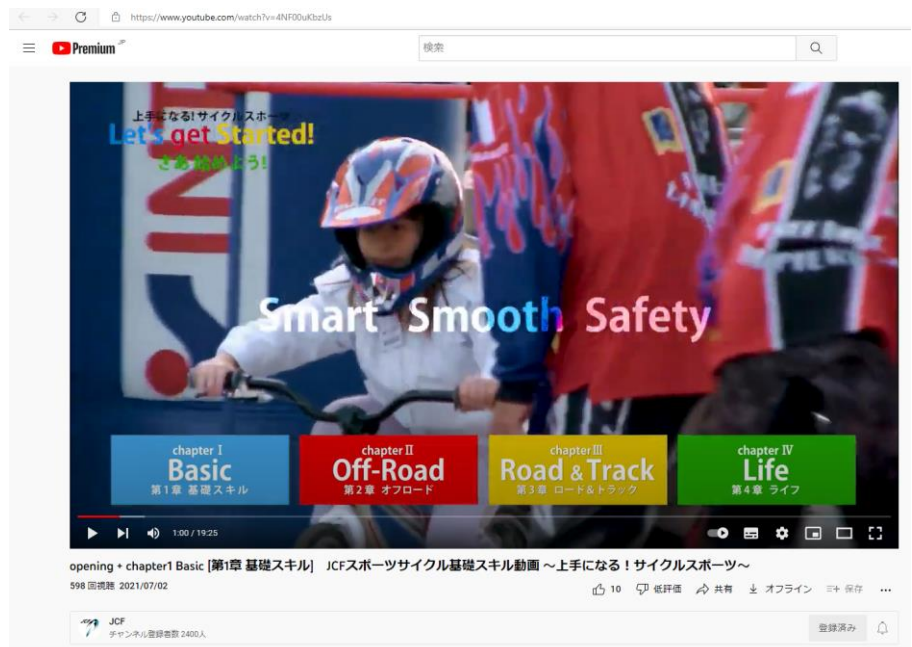 https://www.youtube.com/watch?v=4NF00uKbzUs
Premium JP
検索
上手になる!サイクルスポーツ
Let's get Started!
さあ始めよう!
Smart Smooth Safety
chapter I
Basic
第1章 基礎スキル
chapter II
Off-Road
第2章 オフロード
chapter III
Road & Track
第3章 ロード&トラック
chapter IV
Life
第4章 ライフ
1:00 / 19:25
opening + chapter1 Basic [第1章 基礎スキル] JCFスポーツサイクル基礎スキル動画 ～上手になる！サイクルスポーツ～
598 回視聴 2021/07/02
10 低評価 共有 オフライン 保存
JCF
チャンネル登録者数 2400人
登録済み